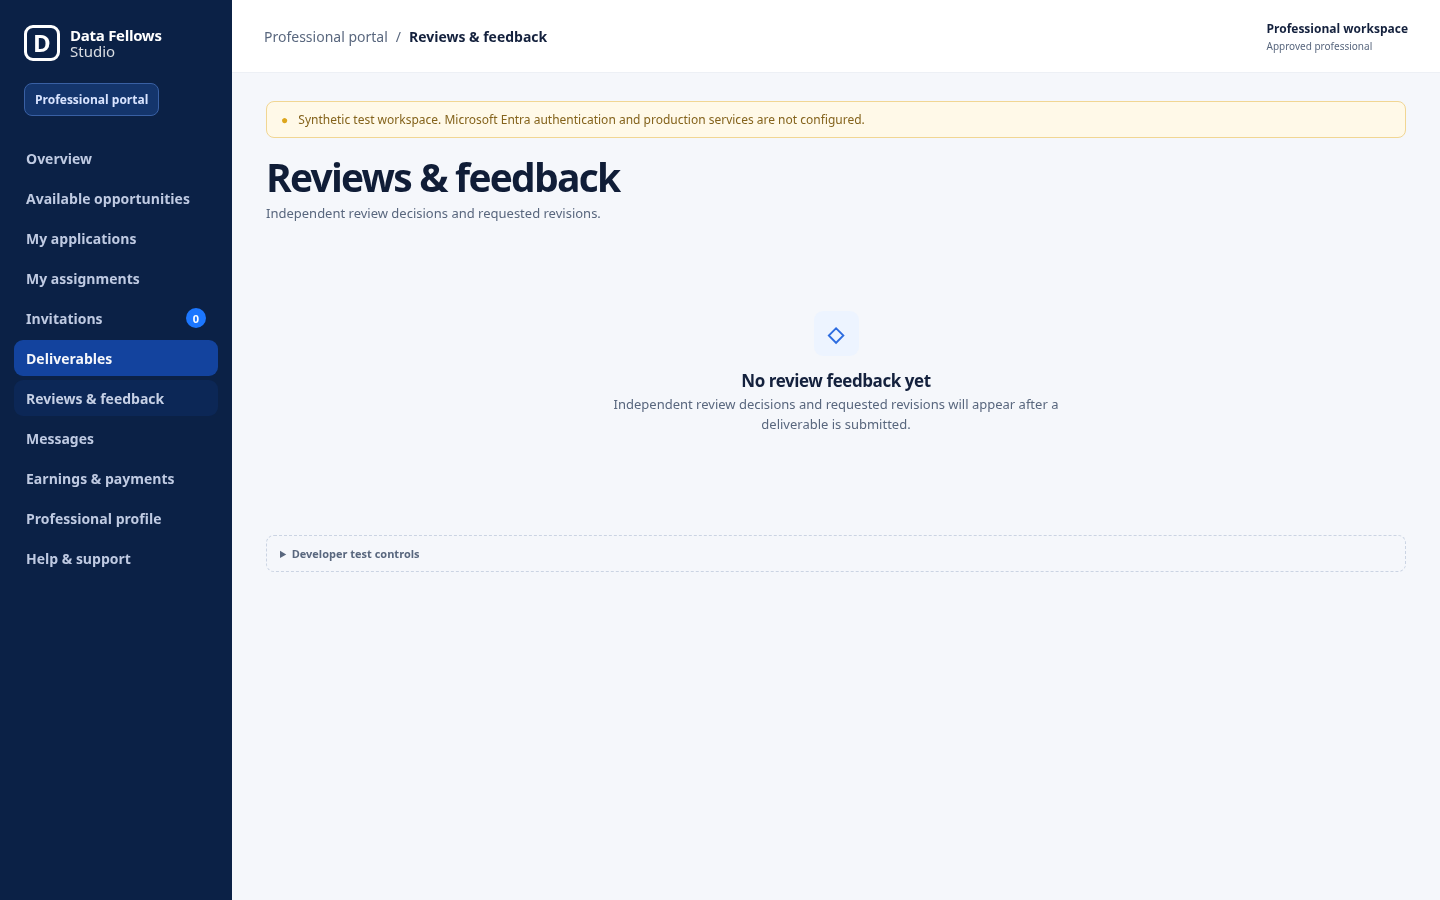 D
Data Fellows
Studio
Professional portal
Overview
Available opportunities
My applications
My assignments
Invitations 0
Deliverables
Reviews & feedback
Messages
Earnings & payments
Professional profile
Help & support
Professional portal / Reviews & feedback
Professional workspace
Approved professional
Synthetic test workspace. Microsoft Entra authentication and production services are not configured.
Reviews & feedback
Independent review decisions and requested revisions.
No review feedback yet
Independent review decisions and requested revisions will appear after a
deliverable is submitted.
Developer test controls